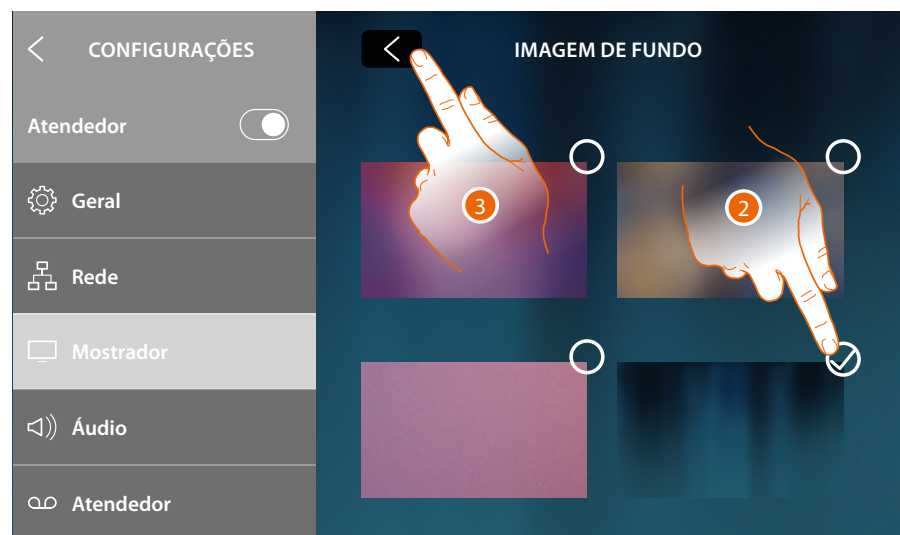 CONFIGURAÇÕES
Atendedor
Geral
Rede
Mostrador
Áudio
Atendedor
IMAGEM DE FUNDO
3
2